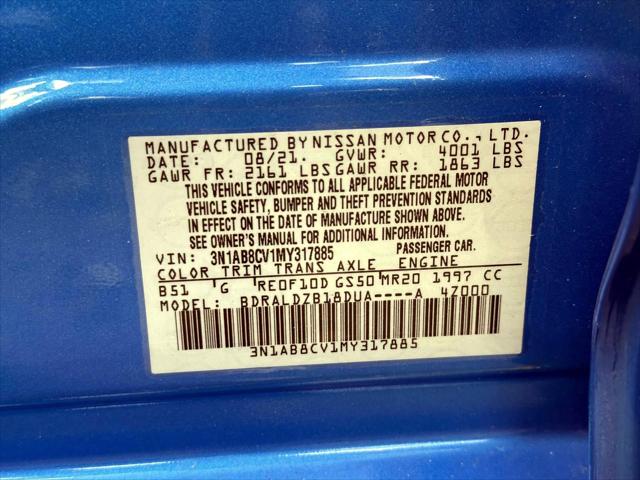 MANUFACTURED BY NISSAN MOTOR CO., LTD.
DATE: 08/21. GVWR: 4001 LBS
GAWR FR: 2161 LBS GAWR RR: 1863 LBS
THIS VEHICLE CONFORMS TO ALL APPLICABLE FEDERAL MOTOR
VEHICLE SAFETY, BUMPER AND THEFT PREVENTION STANDARDS
IN EFFECT ON THE DATE OF MANUFACTURE SHOWN ABOVE.
SEE OWNER'S MANUAL FOR ADDITIONAL INFORMATION.
VIN: 3N1AB8CV1MY317885 PASSENGER CAR.
COLOR TRIM TRANS AXLE ENGINE
B51 G RE0F10D GS50 MR20 1997 CC
MODEL: BDRALDZB18DUA----A 47000
3N1AB8CV1MY317885